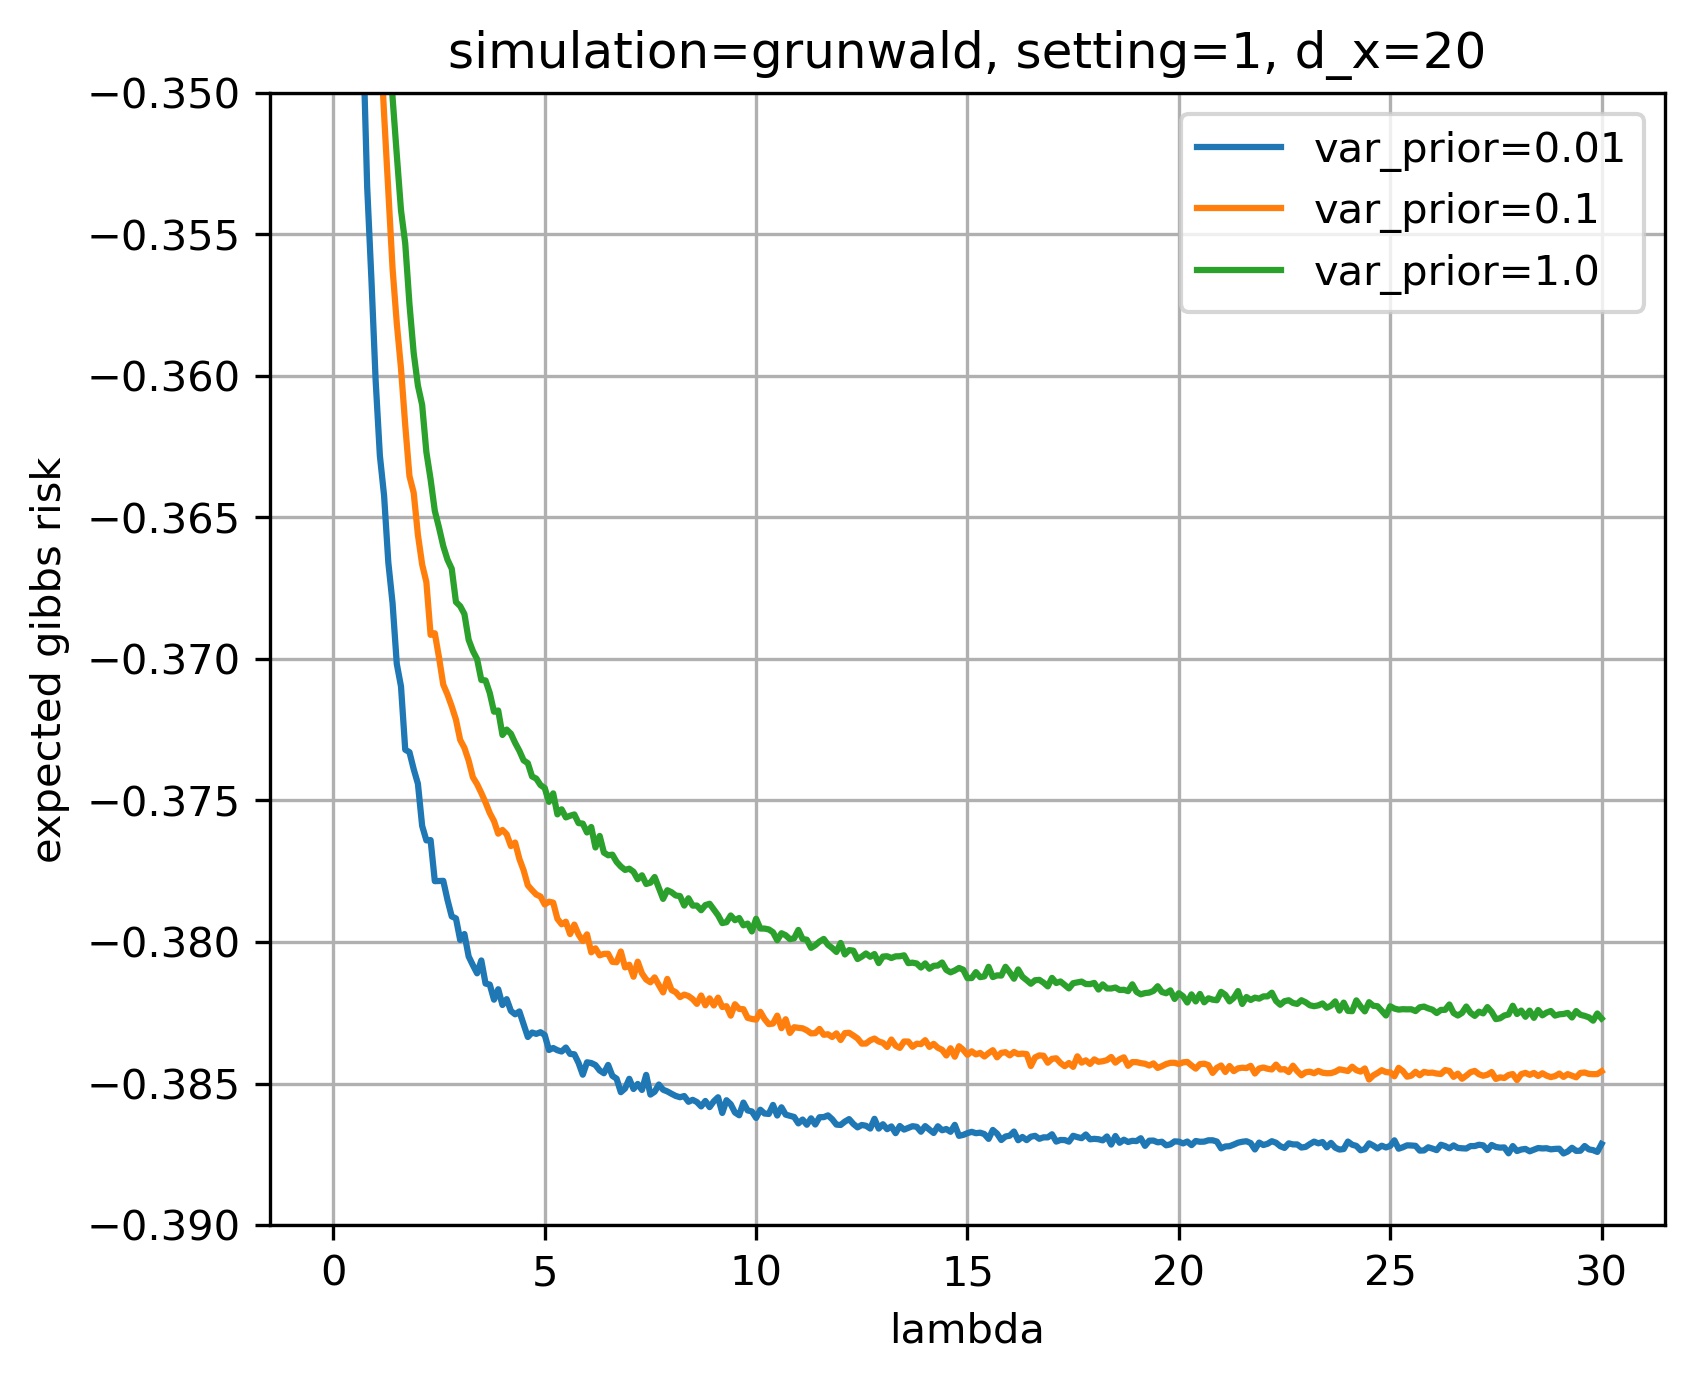 simulation=grunwald, setting=1, d_x=20
−0.350
−0.355
−0.360
−0.365
−0.370
−0.375
−0.380
−0.385
−0.390
expected gibbs risk
var_prior=0.01
var_prior=0.1
var_prior=1.0
0 5 10 15 20 25 30
lambda